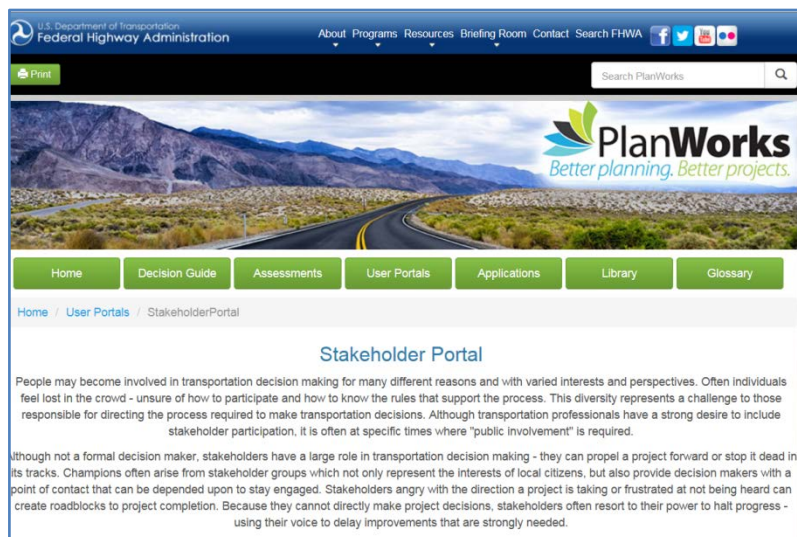 U.S. Department of Transportation
Federal Highway Administration
About Programs Resources Briefing Room Contact Search FHWA
Print
Search PlanWorks
PlanWorks
Better planning. Better projects.
Home Decision Guide Assessments User Portals Applications Library Glossary
Home / User Portals / StakeholderPortal
Stakeholder Portal
People may become involved in transportation decision making for many different reasons and with varied interests and perspectives. Often individuals
feel lost in the crowd - unsure of how to participate and how to know the rules that support the process. This diversity represents a challenge to those
responsible for directing the process required to make transportation decisions. Although transportation professionals have a strong desire to include
stakeholder participation, it is often at specific times where "public involvement" is required.
lthough not a formal decision maker, stakeholders have a large role in transportation decision making - they can propel a project forward or stop it dead in
its tracks. Champions often arise from stakeholder groups which not only represent the interests of local citizens, but also provide decision makers with a
point of contact that can be depended upon to stay engaged. Stakeholders angry with the direction a project is taking or frustrated at not being heard can
create roadblocks to project completion. Because they cannot directly make project decisions, stakeholders often resort to their power to halt progress -
using their voice to delay improvements that are strongly needed.